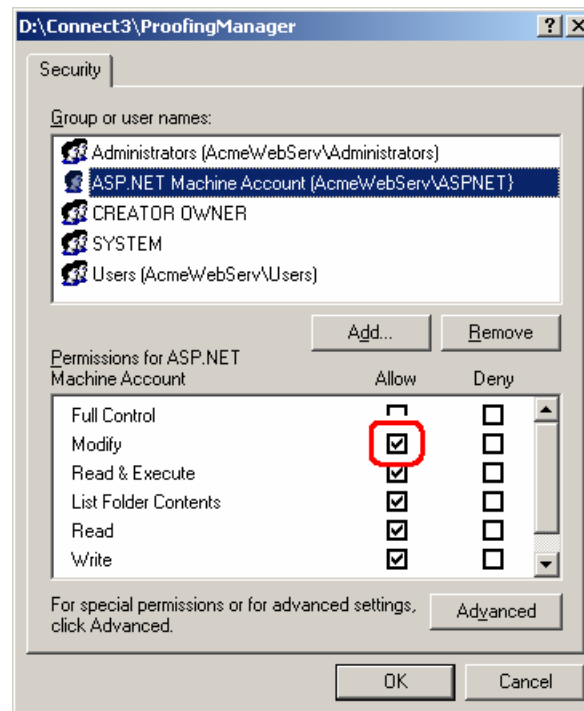 D:\Connect3\ProofingManager
Security
Group or user names:
Administrators (AcmeWebServ\Administrators)
ASP.NET Machine Account (AcmeWebServ\ASPNET}
CREATOR OWNER
SYSTEM
Users (AcmeWebServ\Users)
Add... Remove
Permissions for ASP.NET
Machine Account Allow Deny
Full Control
Modify
Read & Execute
List Folder Contents
Read
Write
For special permissions or for advanced settings,
click Advanced.
Advanced
OK Cancel